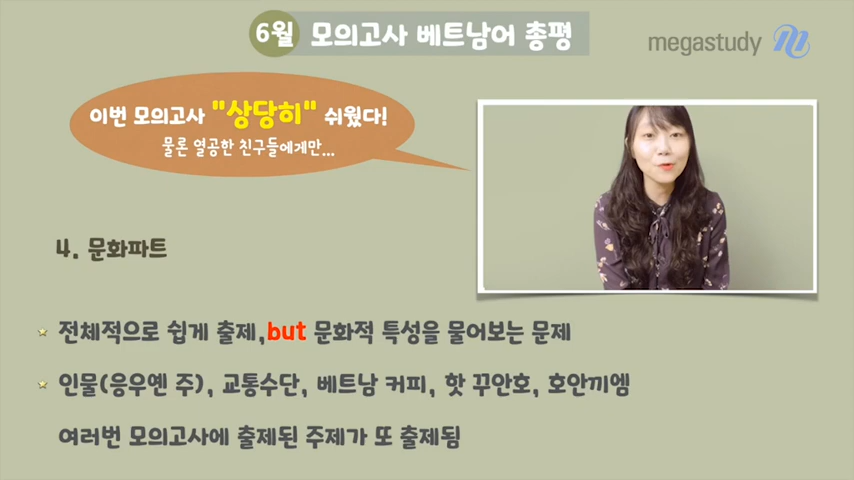 6월 모의고사 베트남어 총평
megastudy
이번 모의고사 "상당히" 쉬웠다!
물론 열공한 친구들에게만...
4. 문화파트
전체적으로 쉽게 출제,but 문화적 특성을 물어보는 문제
인물(응우옌 주), 교통수단, 베트남 커피, 핫 꾸안호, 호안끼엠
여러번 모의고사에 출제된 주제가 또 출제됨